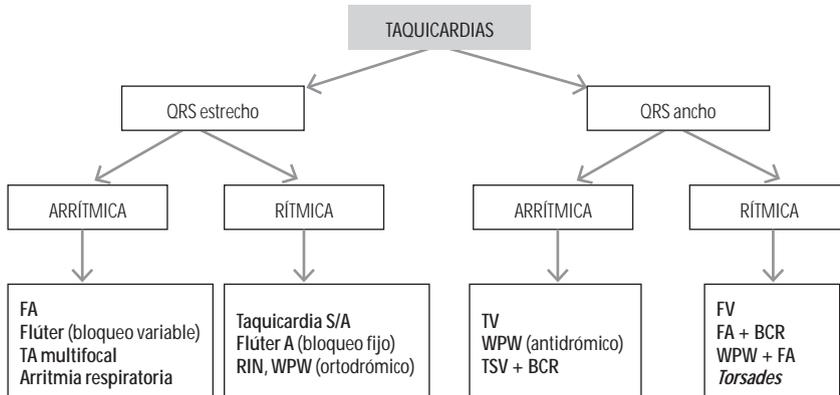 TAQUICARDIAS
QRS estrecho
QRS ancho
ARRÍTMICA
RÍTMICA
ARRÍTMICA
RÍTMICA
FA
Flúter (bloqueo variable)
TA multifocal
Arritmia respiratoria
Taquicardia S/A
Flúter A (bloqueo fijo)
RIN, WPW (ortodrómico)
TV
WPW (antidrómico)
TSV + BCR
FV
FA + BCR
WPW + FA
Torsades